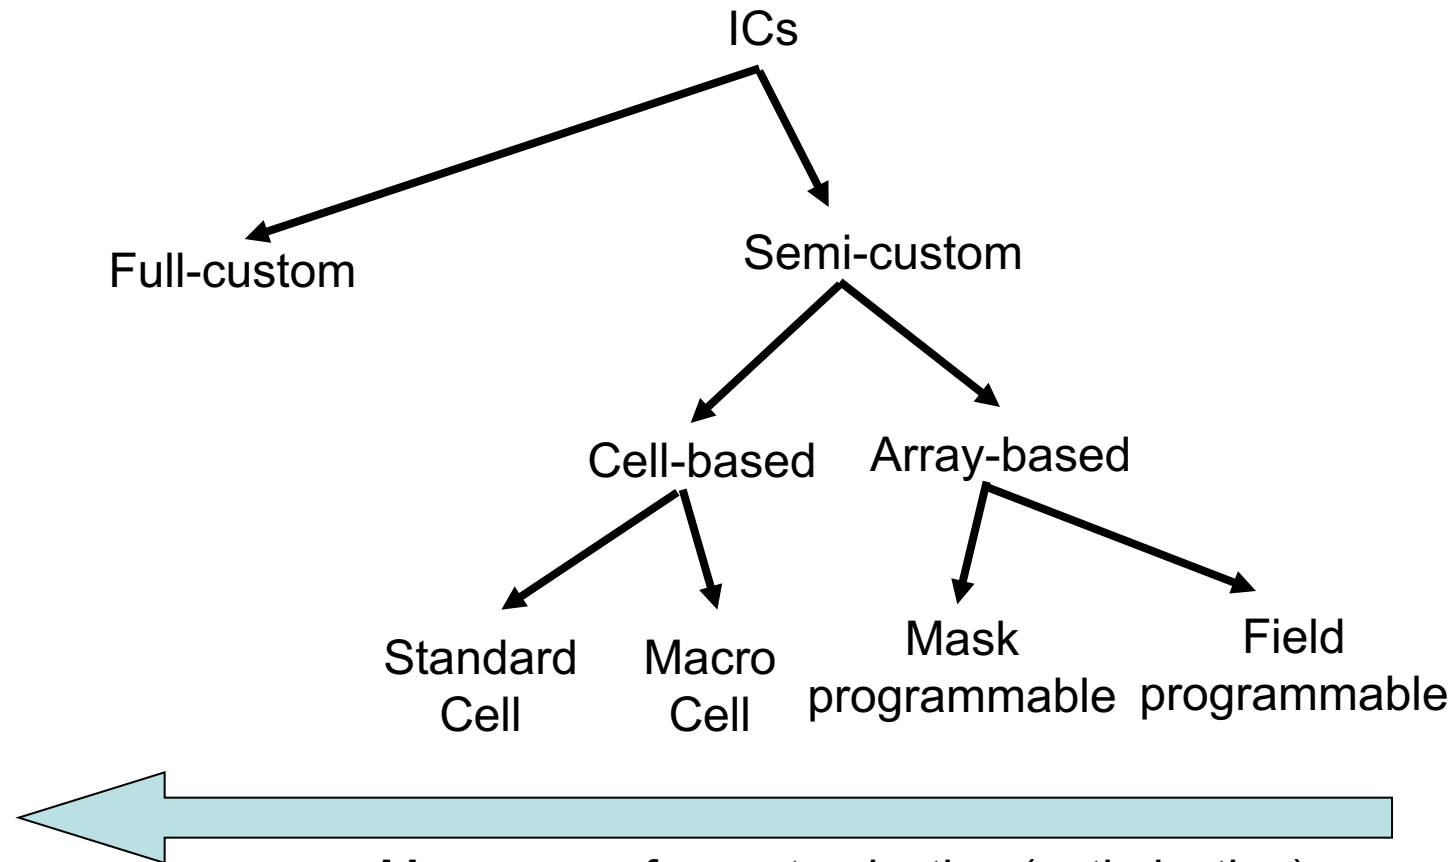 ICs
Full-custom
Semi-custom
Cell-based
Array-based
Standard
Cell
Macro
Cell
Mask
programmable
Field
programmable